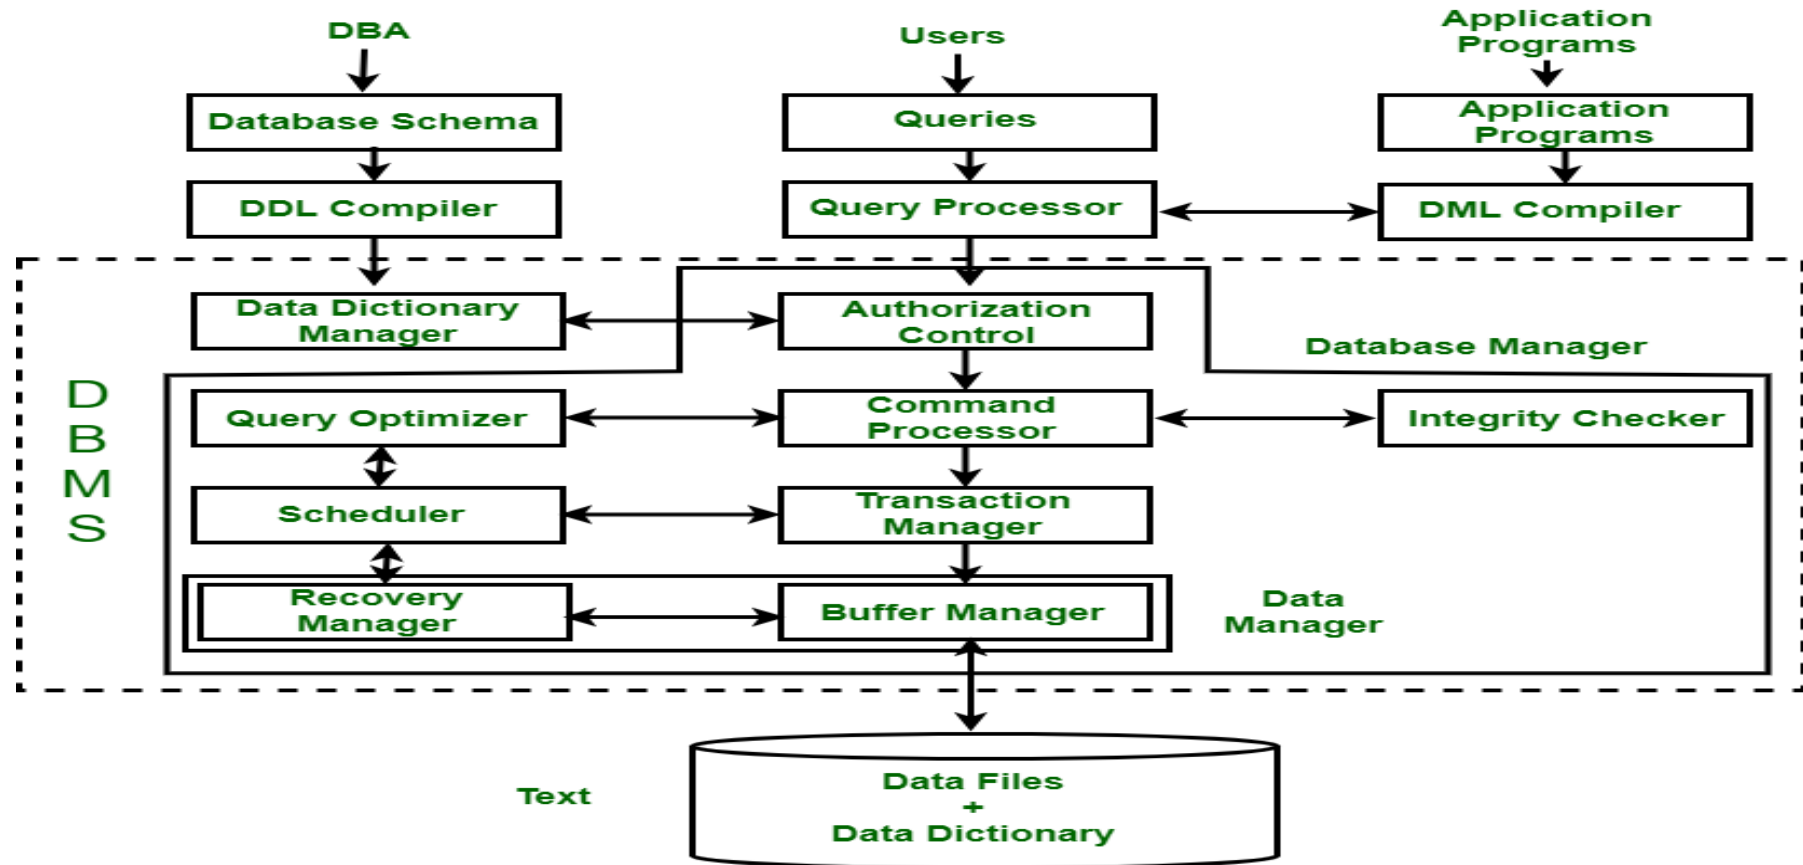 DBA
Users
Application
Programs
Database Schema
Queries
Application
Programs
DDL Compiler
Query Processor
DML Compiler
Data Dictionary
Manager
Authorization
Control
Database Manager
D
B
M
S
Query Optimizer
Command
Processor
Integrity Checker
Scheduler
Transaction
Manager
Recovery
Manager
Buffer Manager
Data
Manager
Text
Data Files
+
Data Dictionary